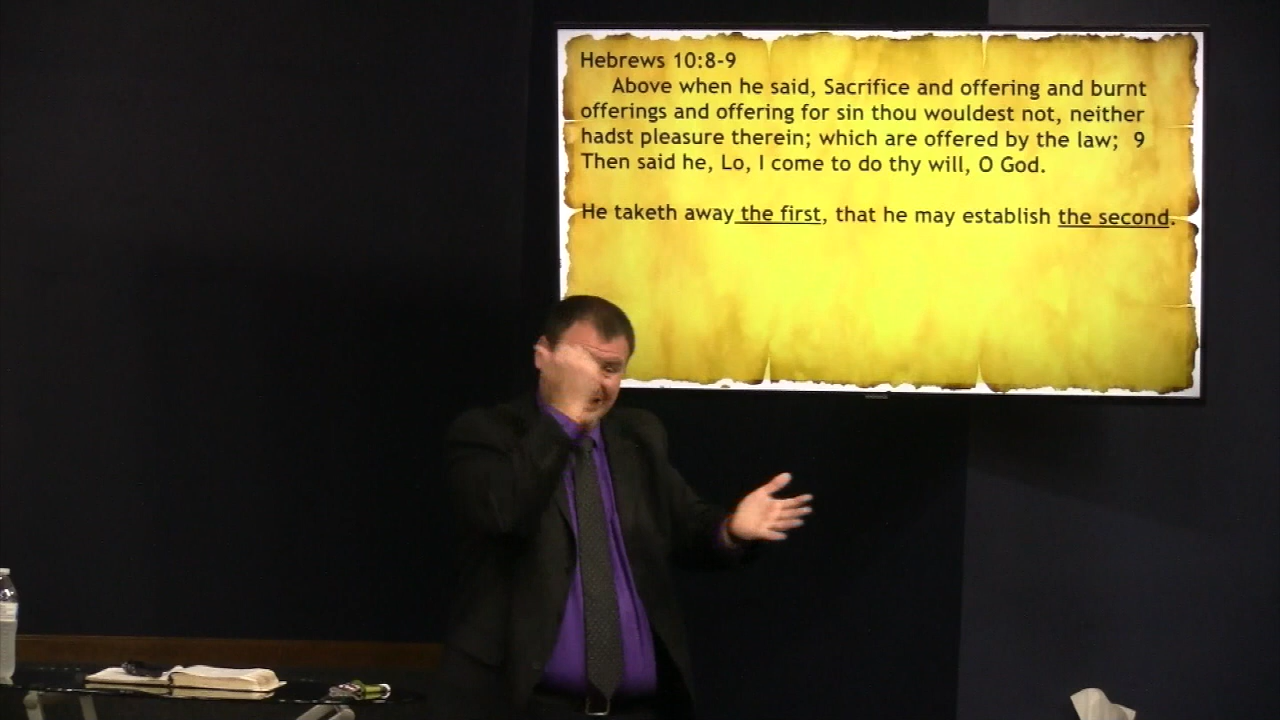 Hebrews 10:8-9
Above when he said, Sacrifice and offering and burnt
offerings and offering for sin thou wouldest not, neither
hadst pleasure therein; which are offered by the law; 9
Then said he, Lo, I come to do thy will, O God.
He taketh away the first, that he may establish the second.